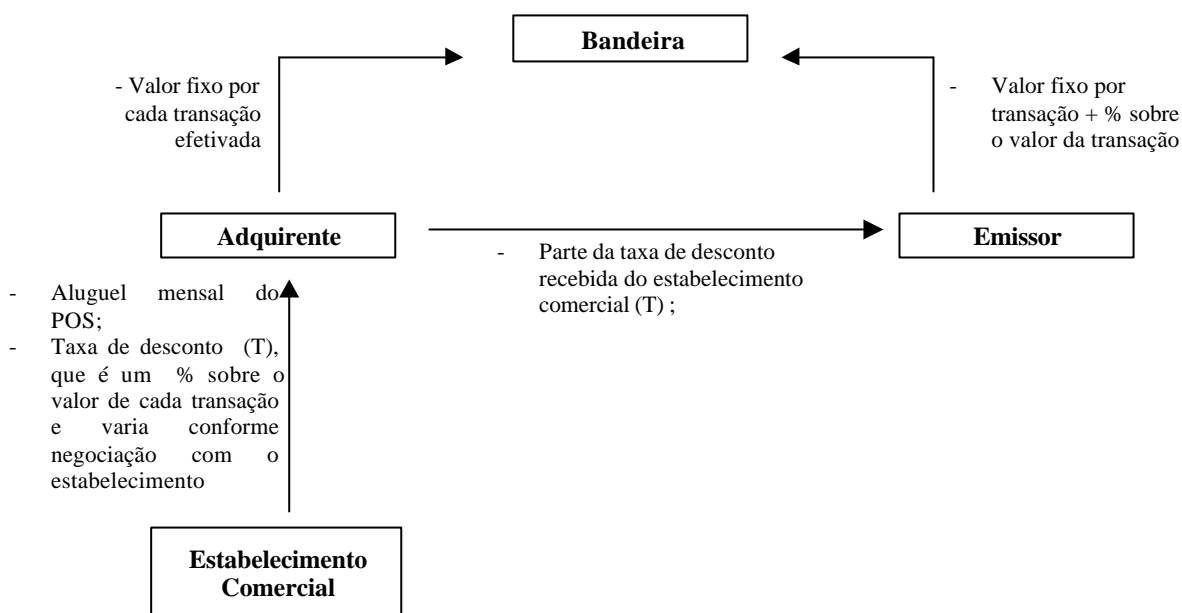 Bandeira
- Valor fixo por
cada transação
efetivada
- Valor fixo por
transação + % sobre
o valor da transação
Adquirente
Emissor
- Parte da taxa de desconto
recebida do estabelecimento
comercial (T) ;
- Aluguel mensal do
POS;
- Taxa de desconto (T),
que é um % sobre o
valor de cada transação
e varia conforme
negociação com o
estabelecimento
Estabelecimento
Comercial